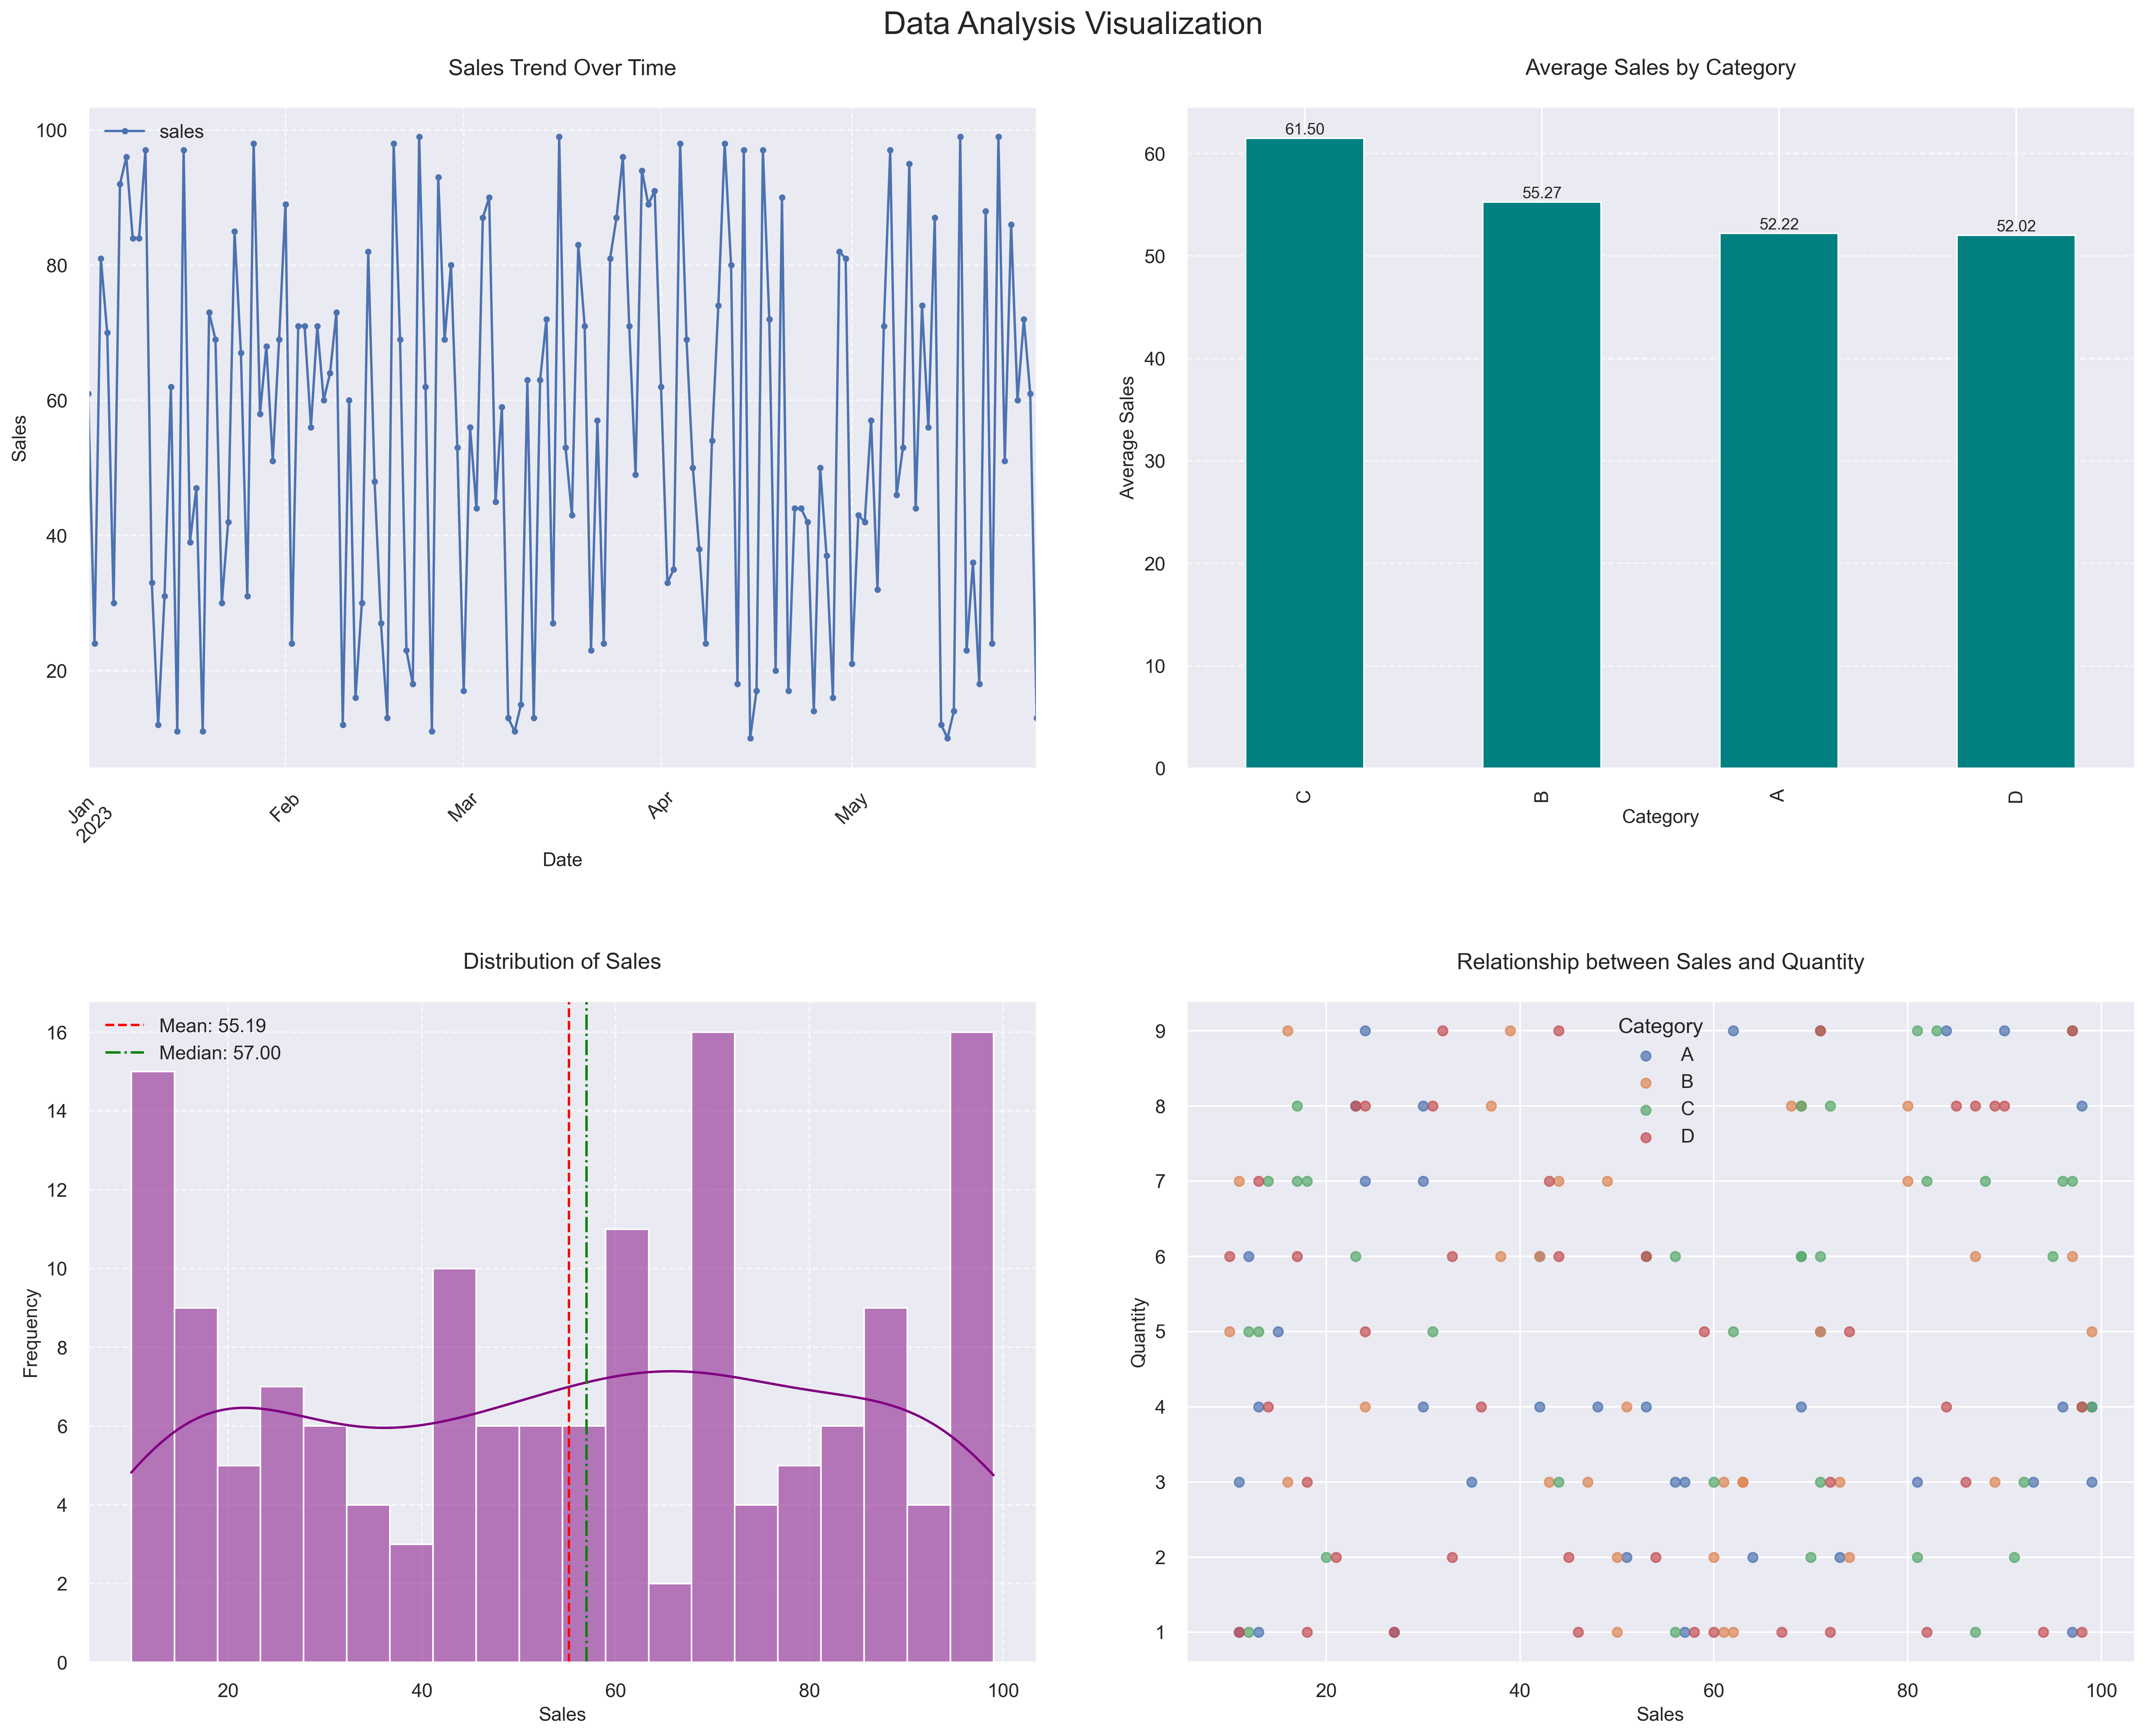 Data Analysis Visualization
Sales Trend Over Time
sales
100
80
60
40
20
Sales
Jan
2023
Feb
Mar
Apr
May
Date
Average Sales by Category
61.50
55.27
52.22
52.02
60
50
40
30
20
10
0
Average Sales
C
B
A
D
Category
Distribution of Sales
Mean: 55.19
Median: 57.00
16
14
12
10
8
6
4
2
0
Frequency
20
40
60
80
100
Sales
Relationship between Sales and Quantity
Category
A
B
C
D
9
8
7
6
5
4
3
2
1
Quantity
20
40
60
80
100
Sales